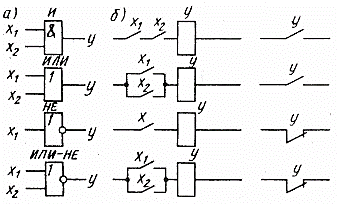 а) И б) У
X₁ & У X₁ X₂ У
X₂
ИЛИ У
X₁ 1 У X₁ У
X₂ X₂
НЕ У
X₁ 1 У X У
ИЛИ-НЕ У
X₁ 1 У X₁ У
X₂ X₂